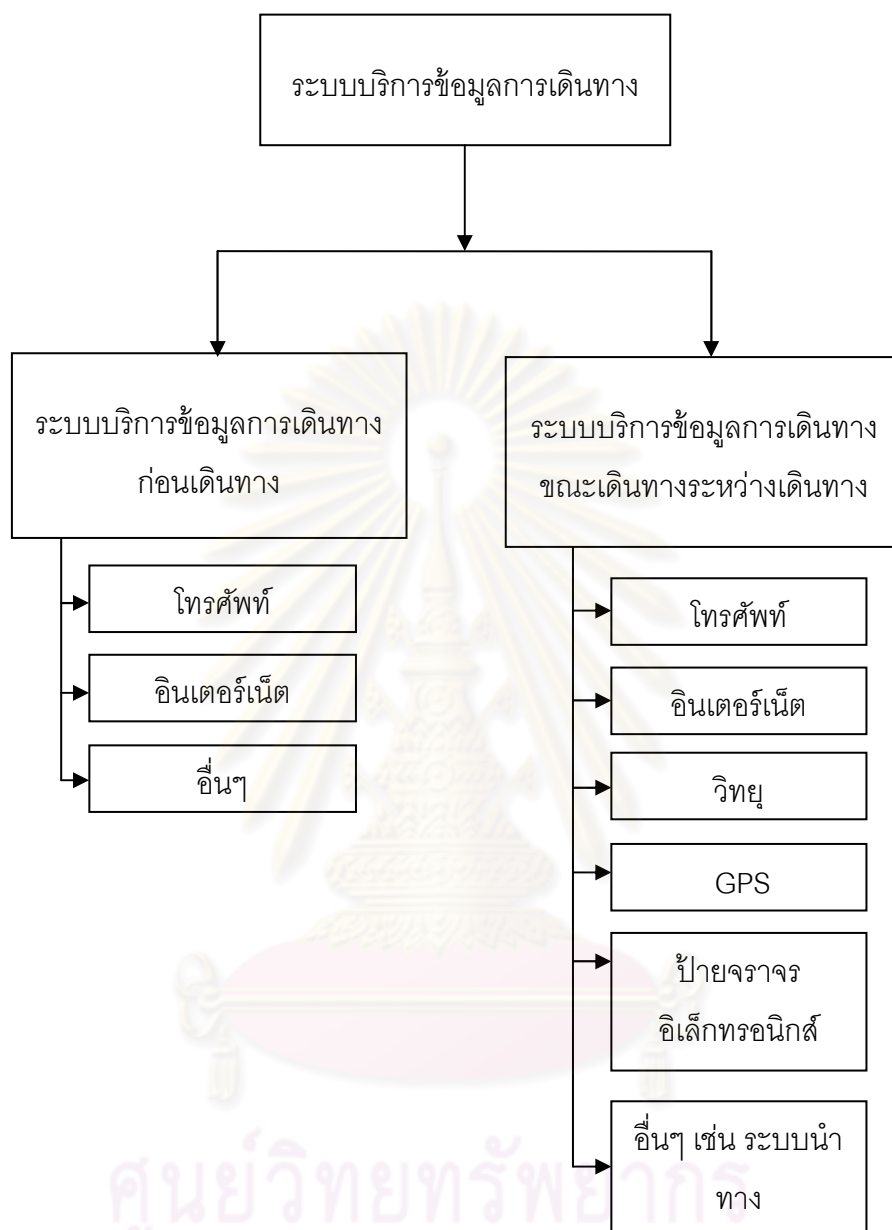 ระบบบริการข้อมูลการเดินทาง
ระบบบริการข้อมูลการเดินทาง
ก่อนเดินทาง
โทรศัพท์
อินเตอร์เน็ต
อื่นๆ
ระบบบริการข้อมูลการเดินทาง
ขณะเดินทางระหว่างเดินทาง
โทรศัพท์
อินเตอร์เน็ต
วิทยุ
GPS
ป้ายจราจร
อิเล็กทรอนิกส์
อื่นๆ เช่น ระบบนำ
ทาง
ศูนย์วิทยทรัพยากร